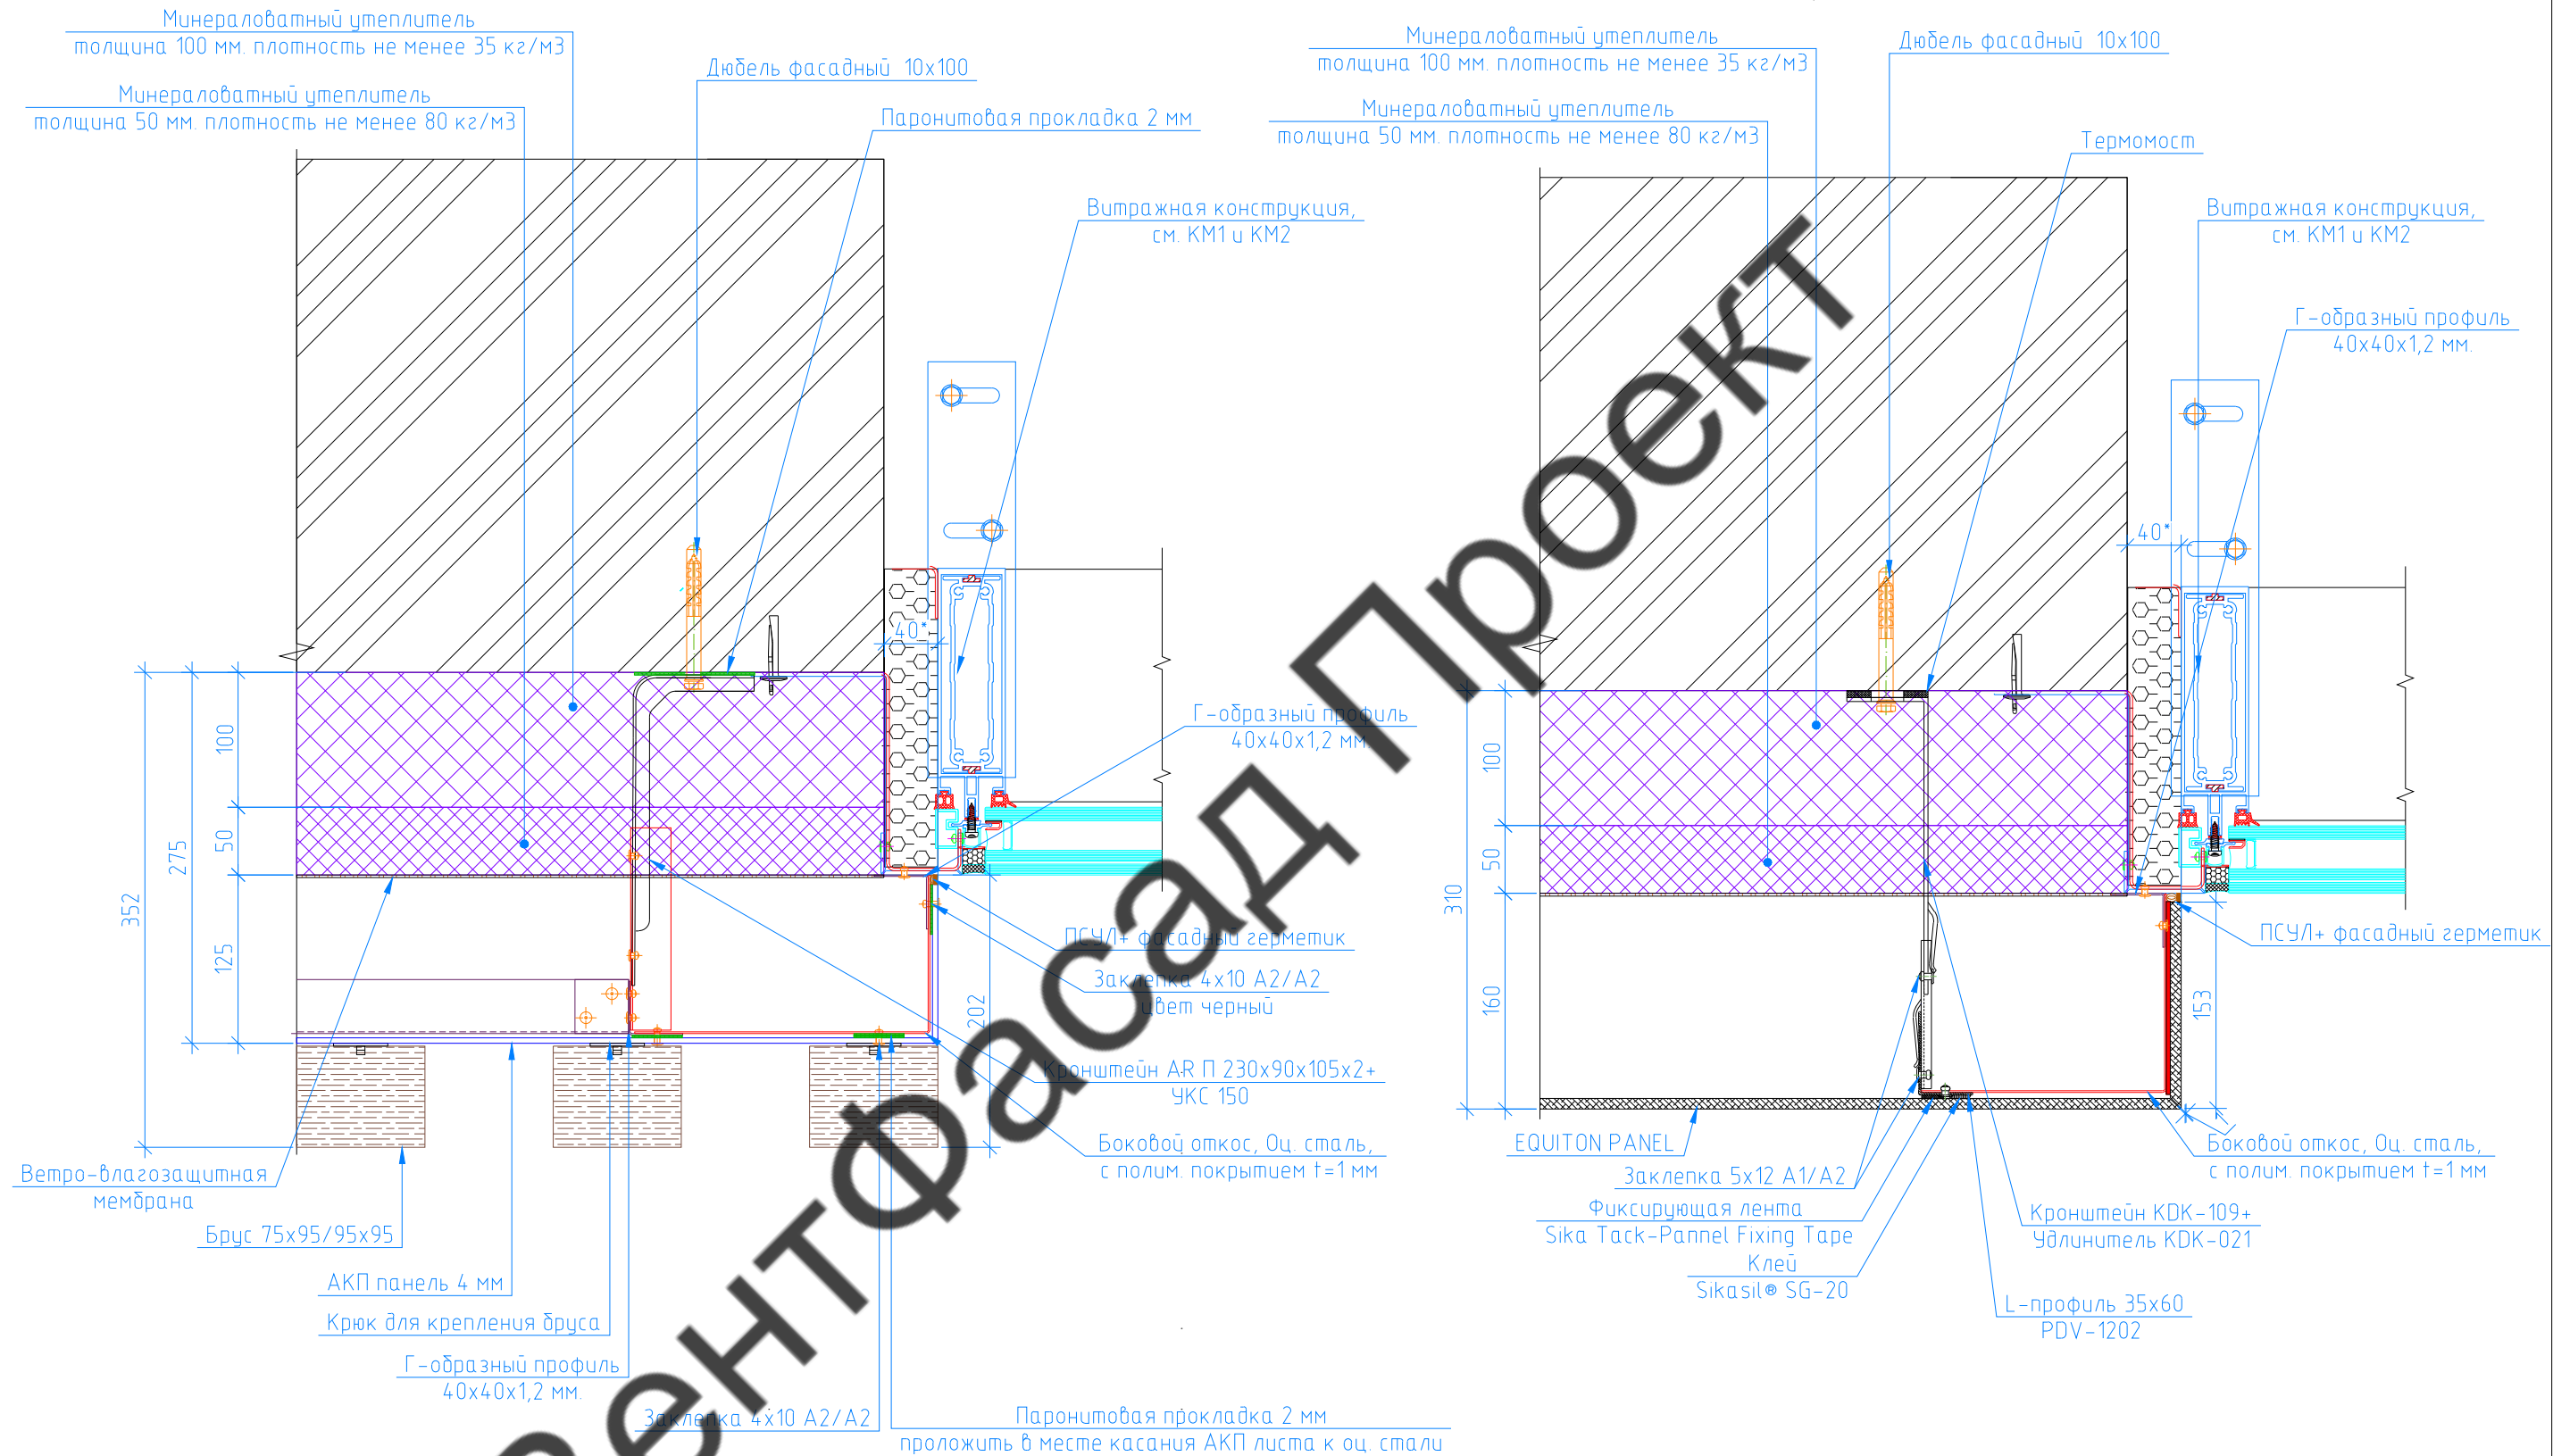 Минераловатный утеплитель
толщина 100 мм. плотность не менее 35 кг/м3
Минераловатный утеплитель
толщина 50 мм. плотность не менее 80 кг/м3
Дюбель фасадный 10х100
Паронитовая прокладка 2 мм
Витражная конструкция,
см. КМ1 и КМ2
40*
Г-образный профиль
40х40х1,2 мм.
100
50
125
275
352
202
ПСУЛ+ фасадный герметик
Заклепка 4х10 А2/А2
цвет черный
Кронштейн AR П 230х90х105х2+
УКС 150
Боковой откос, Оц. сталь,
с полим. покрытием t=1 мм
Ветро-влагозащитная
мембрана
Брус 75х95/95х95
АКП панель 4 мм
Крюк для крепления бруса
Г-образный профиль
40х40х1,2 мм.
Заклепка 4х10 А2/А2
Паронитовая прокладка 2 мм
проложить в месте касания АКП листа к оц. стали
Минераловатный утеплитель
толщина 100 мм. плотность не менее 35 кг/м3
Минераловатный утеплитель
толщина 50 мм. плотность не менее 80 кг/м3
Дюбель фасадный 10х100
Термомост
Витражная конструкция,
см. КМ1 и КМ2
Г-образный профиль
40х40х1,2 мм.
40*
100
50
160
310
153
ПСУЛ+ фасадный герметик
EQUITON PANEL
Заклепка 5х12 А1/А2
Фиксирующая лента
Sika Tack-Pannel Fixing Tape
Клей
Sikasil® SG-20
Боковой откос, Оц. сталь,
с полим. покрытием t=1 мм
Кронштейн KDK-109+
Удлинитель KDK-021
L-профиль 35х60
PDV-1202
ВентФасад Проект